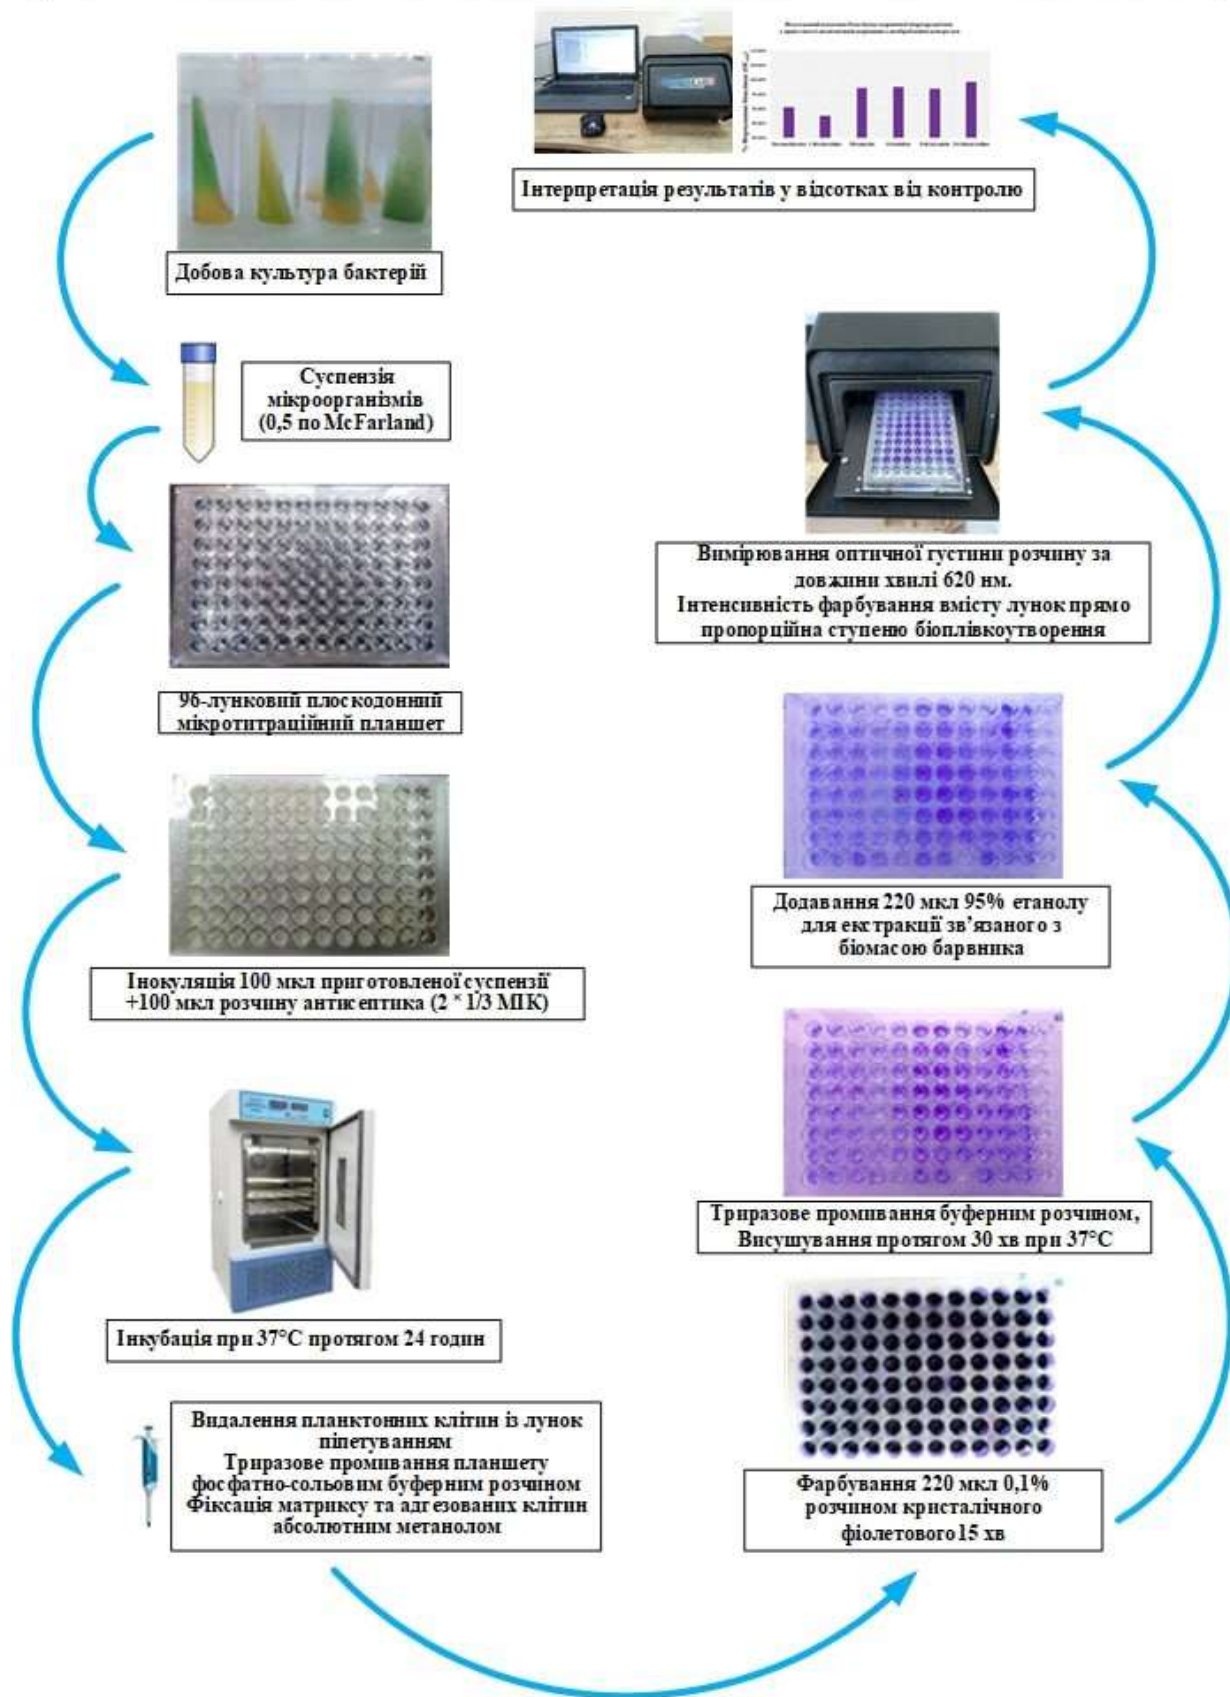 Добова культура бактерій
Суспензія
мікроорганізмів
(0,5 по McFarland)
96-лунковий плоскодонний
мікротитраційний планшет
Інокуляція 100 мкл приготовленої суспензії
+100 мкл розчину антисептика (2 * 1/3 МІК)
Інкубація при 37°C протягом 24 годин
Видалення планктонних клітин із лунок
піпетуванням
Триразове промивання планшету
фосфатно-сольовим буферним розчином
Фіксація матриксу та адгезованих клітин
абсолютним метанолом
Фарбування 220 мкл 0,1%
розчином кристалічного
фіолетового 15 хв
Триразове промивання буферним розчином,
Висушування протягом 30 хв при 37°C
Додавання 220 мкл 95% етанолу
для екстракції зв’язаного з
біомасою барвника
Вимірювання оптичної густини розчину за
довжини хвилі 620 нм.
Інтенсивність фарбування вмісту лунок прямо
пропорційна ступеню біоплівкоутворення
Інтерпретація результатів у відсотках від контролю